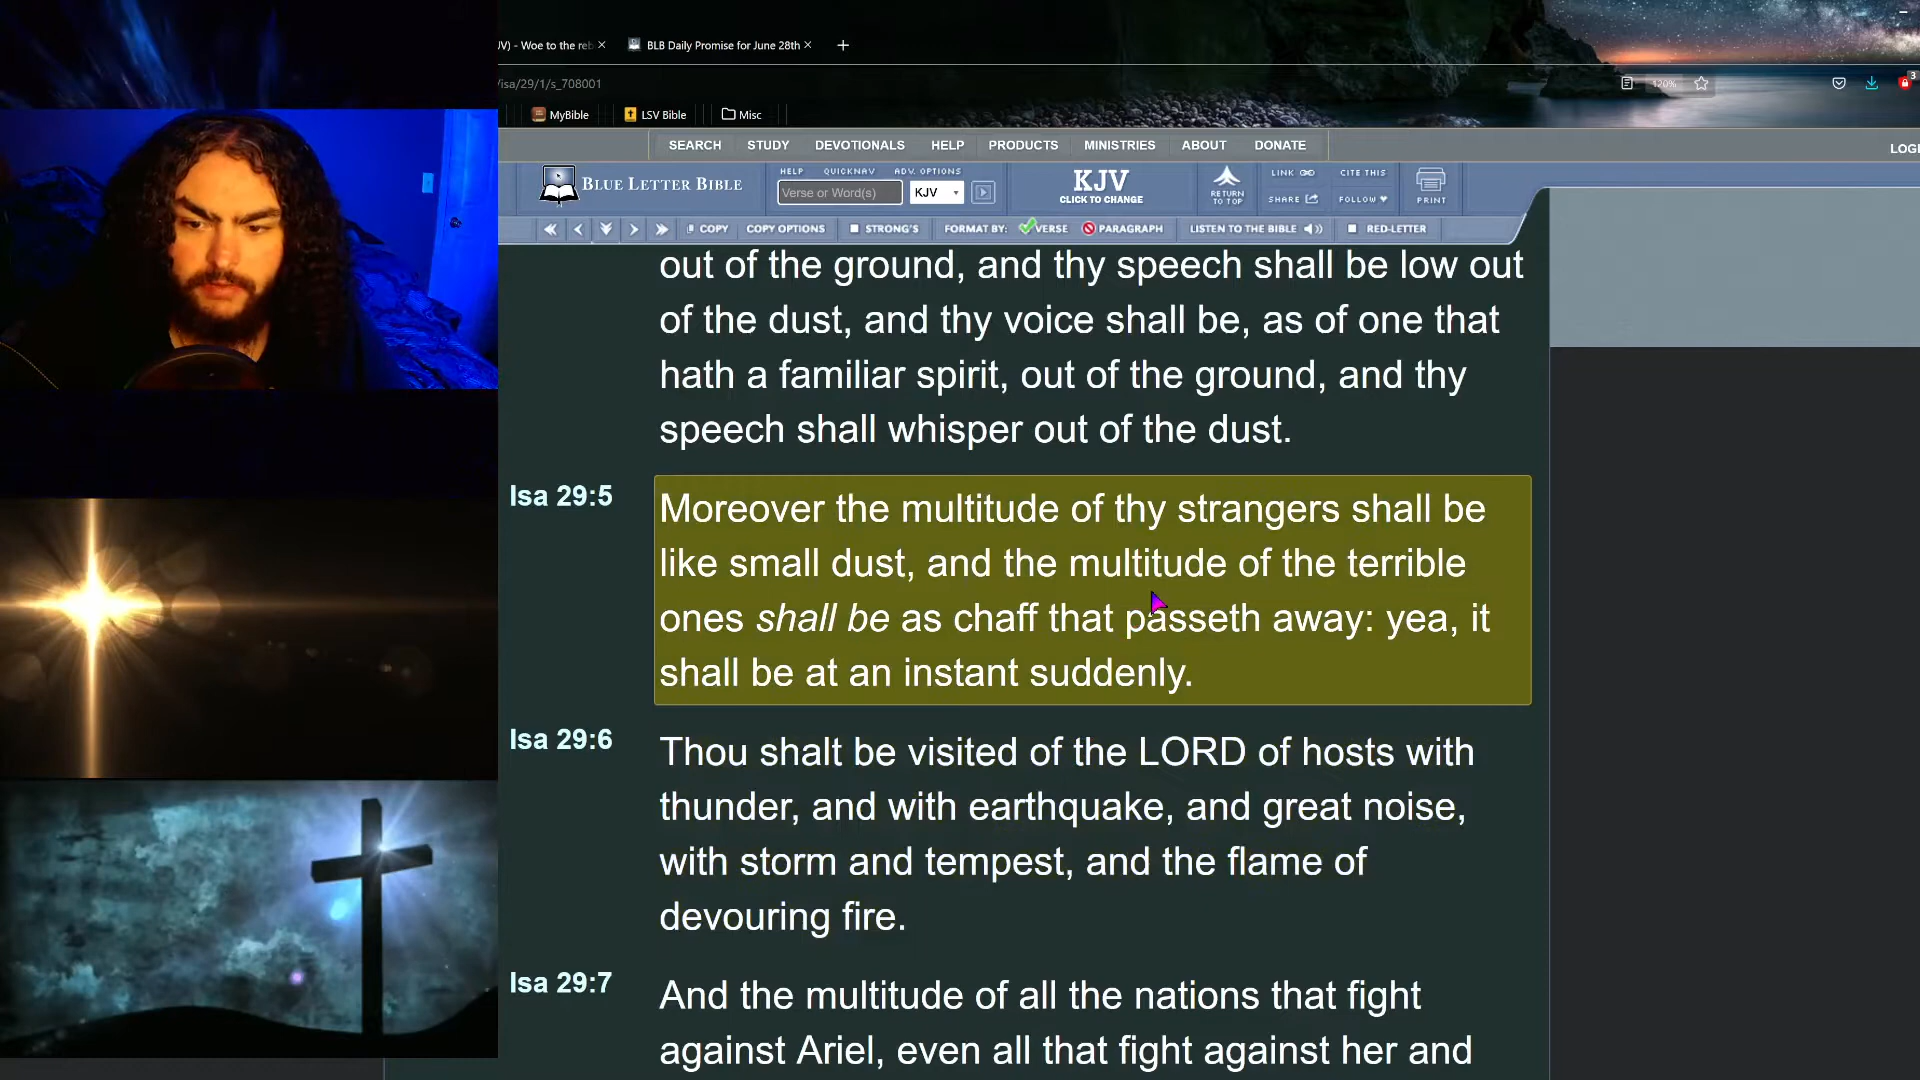 JV) - Woe to the reb
BLB Daily Promise for June 28th
/isa/29/1/s_708001
120%
3
MyBible
LSV Bible
Misc
SEARCH STUDY DEVOTIONALS HELP PRODUCTS MINISTRIES ABOUT DONATE
LOGI
BLUE LETTER BIBLE
HELP QUICKNAV ADV. OPTIONS
Verse or Word(s)
KJV
KJV
CLICK TO CHANGE
RETURN
TO TOP
LINK
CITE THIS
SHARE
FOLLOW
PRINT
COPY COPY OPTIONS STRONG'S FORMAT BY: VERSE PARAGRAPH LISTEN TO THE BIBLE RED-LETTER
out of the ground, and thy speech shall be low out
of the dust, and thy voice shall be, as of one that
hath a familiar spirit, out of the ground, and thy
speech shall whisper out of the dust.
Isa 29:5
Moreover the multitude of thy strangers shall be
like small dust, and the multitude of the terrible
ones shall be as chaff that passeth away: yea, it
shall be at an instant suddenly.
Isa 29:6
Thou shalt be visited of the LORD of hosts with
thunder, and with earthquake, and great noise,
with storm and tempest, and the flame of
devouring fire.
Isa 29:7
And the multitude of all the nations that fight
against Ariel, even all that fight against her and